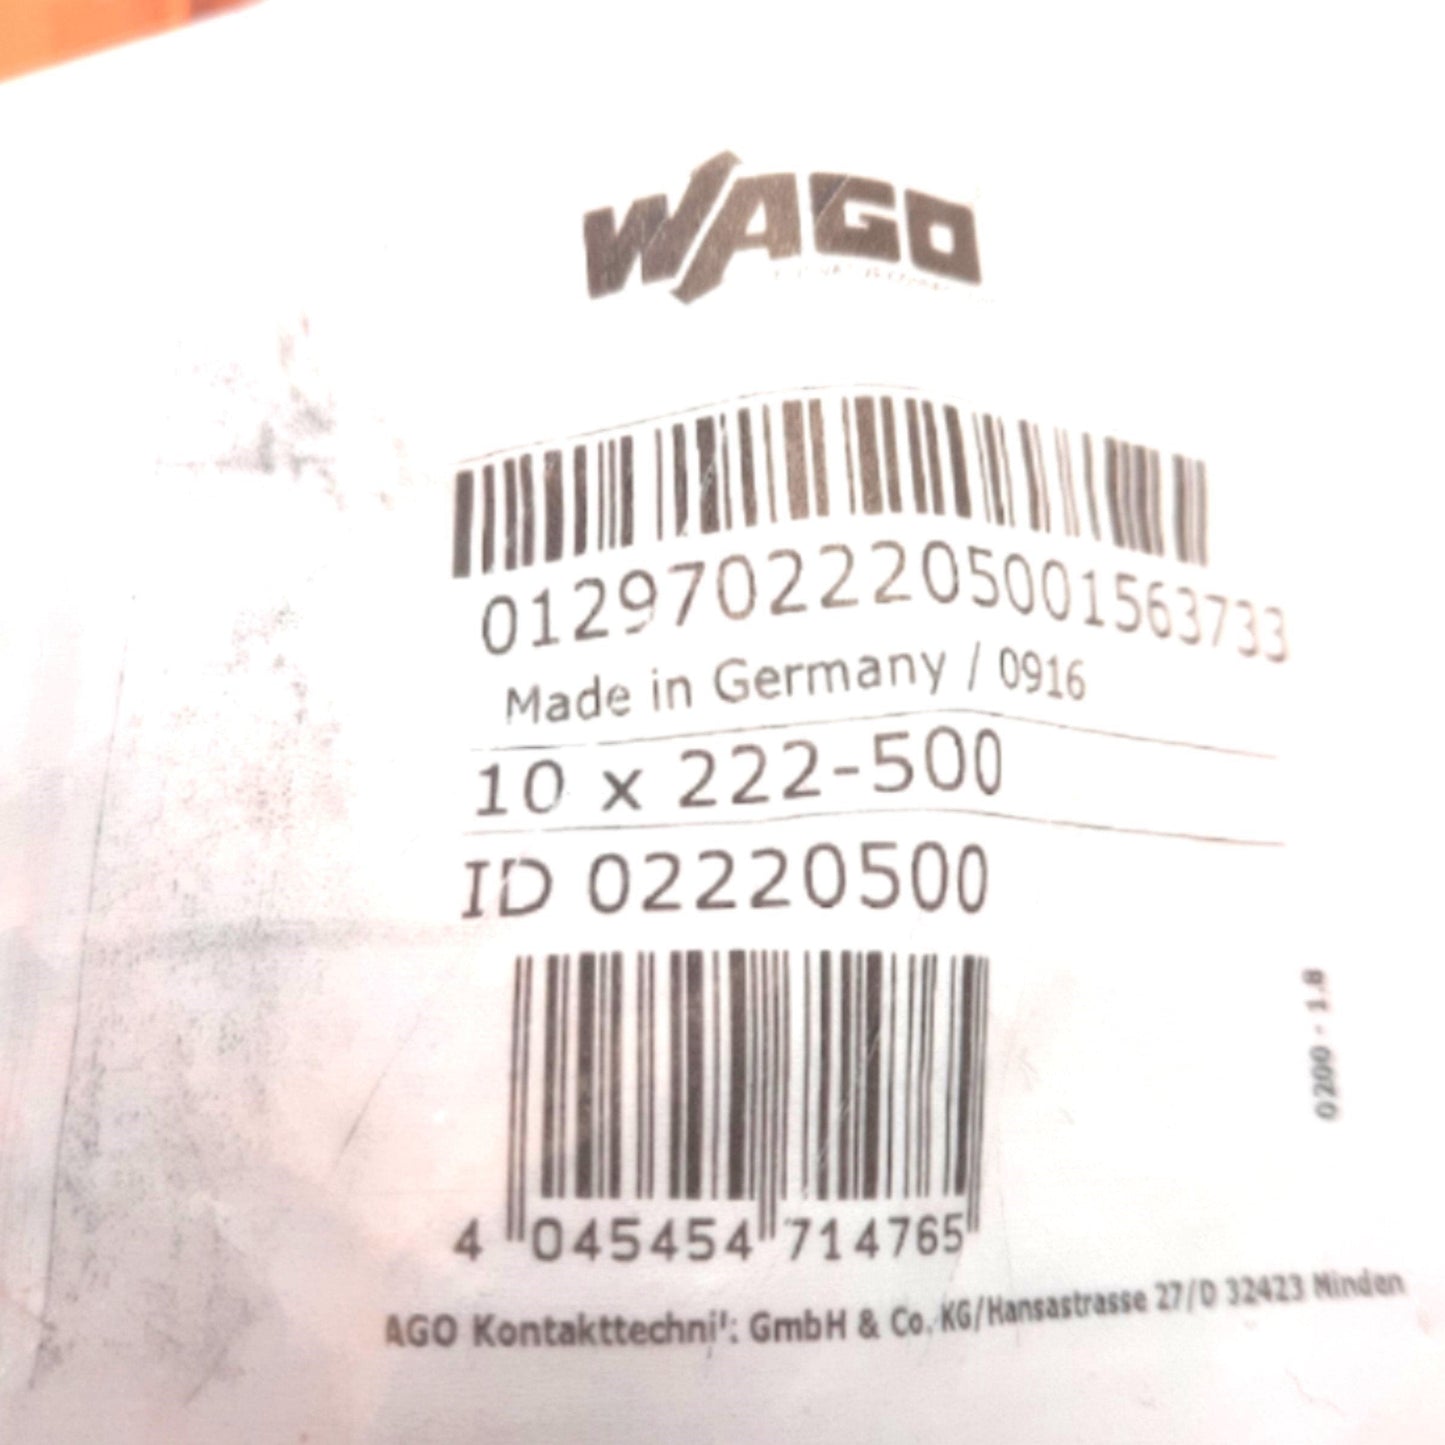 WAGO
01297022205001563733
Made in Germany / 0916
10 x 222-500
ID 02220500
0200 - 1.8
4 045454 714765
AGO Kontakttechni: GmbH & Co. KG/Hansastrasse 27/D 32423 Minden